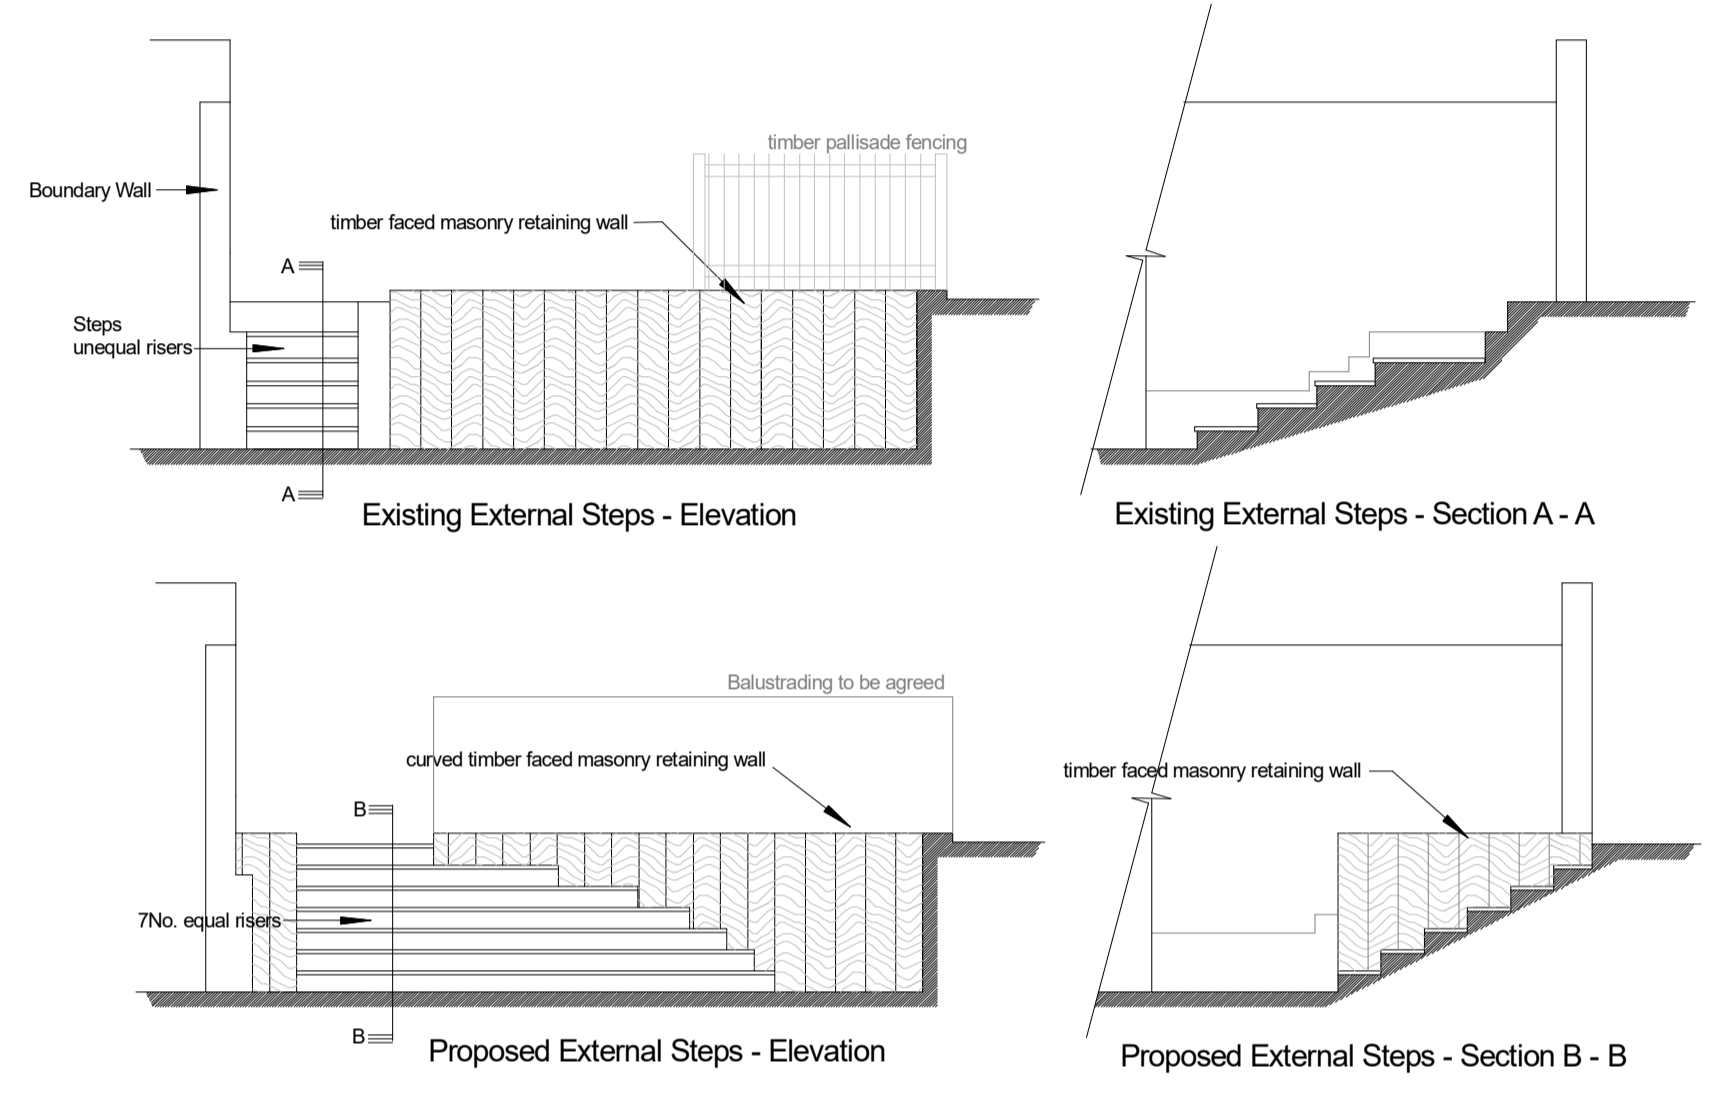 timber pallisade fencing
Boundary Wall
timber faced masonry retaining wall
A
Steps
unequal risers
A
Existing External Steps - Elevation
Existing External Steps - Section A - A
Balustrading to be agreed
curved timber faced masonry retaining wall
timber faced masonry retaining wall
B
7No. equal risers
B
Proposed External Steps - Elevation
Proposed External Steps - Section B - B